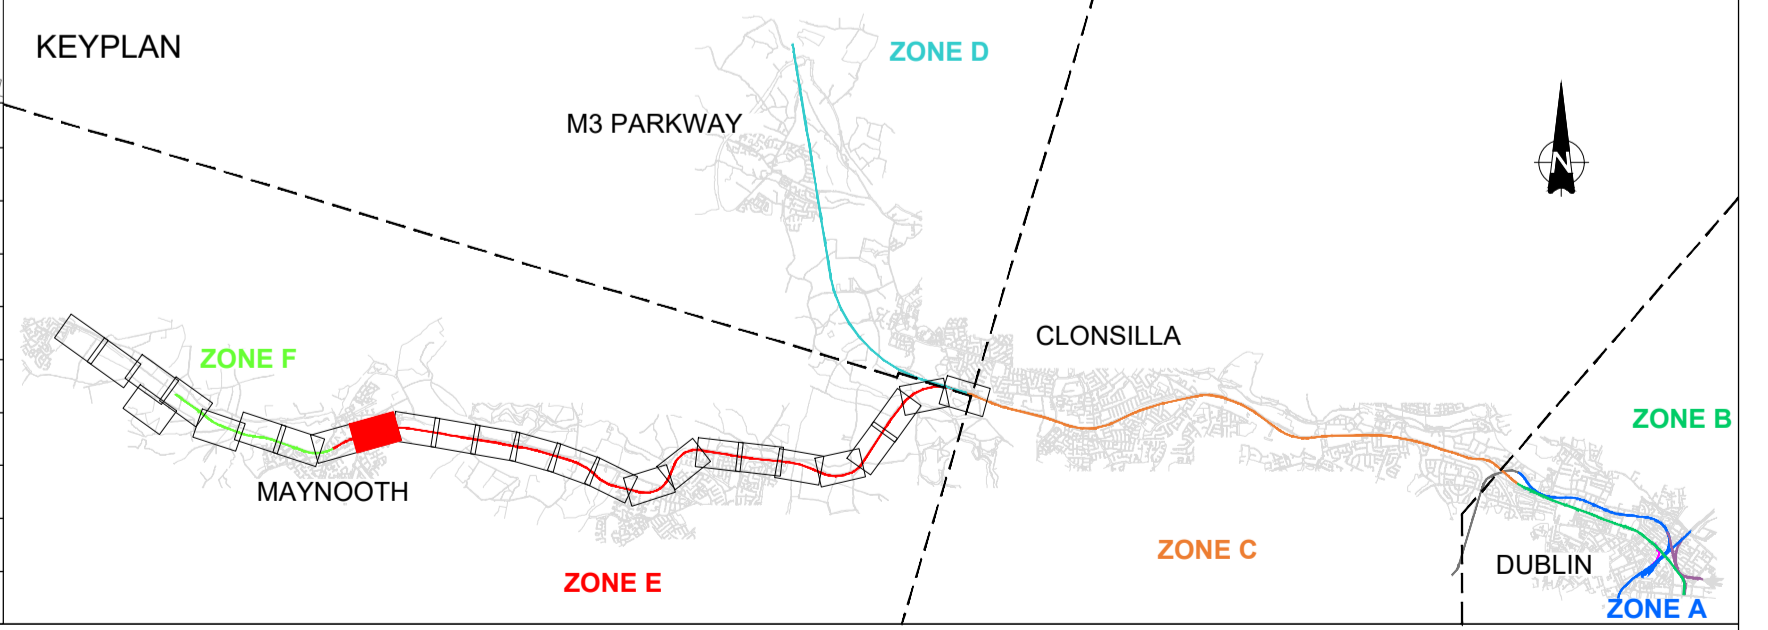 KEYPLAN
ZONE D
M3 PARKWAY
N
CLONSILLA
ZONE F
ZONE B
MAYNOOTH
ZONE C
DUBLIN
ZONE E
ZONE A